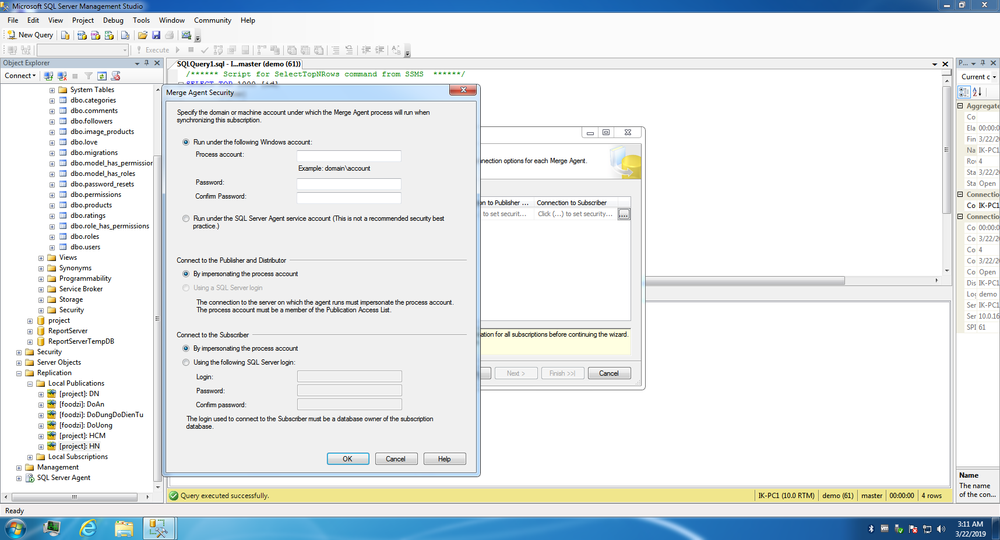 Microsoft SQL Server Management Studio
File Edit View Project Debug Tools Window Community Help
New Query
Execute
Object Explorer
Connect
System Tables
dbo.categories
dbo.comments
dbo.followers
dbo.image_products
dbo.love
dbo.migrations
dbo.model_has_permission
dbo.model_has_roles
dbo.password_resets
dbo.permissions
dbo.products
dbo.ratings
dbo.role_has_permissions
dbo.roles
dbo.users
Views
Synonyms
Programmability
Service Broker
Storage
Security
project
ReportServer
ReportServerTempDB
Security
Server Objects
Replication
Local Publications
[project]: DN
[foodzi]: DoAn
[foodzi]: DoDungDoDienTu
[foodzi]: DoUong
[project]: HCM
[project]: HN
Local Subscriptions
Management
SQL Server Agent
SQLQuery1.sql - I...master (demo (61))
/****** Script for SelectTopNRows command from SSMS ******/
SELECT TOP 1000 [id]
Merge Agent Security
Specify the domain or machine account under which the Merge Agent process will run when
synchronizing this subscription.
Run under the following Windows account:
Process account:
Example: domain\account
Password:
Confirm Password:
Run under the SQL Server Agent service account (This is not a recommended security best
practice.)
Connect to the Publisher and Distributor
By impersonating the process account
Using a SQL Server login
The connection to the server on which the agent runs must impersonate the process account.
The process account must be a member of the Publication Access List.
Connect to the Subscriber
By impersonating the process account
Using the following SQL Server login:
Login:
Password:
Confirm password:
The login used to connect to the Subscriber must be a database owner of the subscription
database.
OK Cancel Help
nnection options for each Merge Agent.
on to Publisher ... Connection to Subscriber
to set securit... Click (...) to set security... ...
ation for all subscriptions before continuing the wizard.
Next > Finish >>| Cancel
P...
Current c
Aggregate
Co
Ela 00:00:0
Fin 3/22/20
Na IK-PC1
Rov 4
Sta 3/22/20
Sta Open
Connectio
Co IK-PC1
Connectio
Co 00:00:0
Co 3/22/20
Co 4
Co 3/22/20
Co Open
Dis IK-PC1
Log demo
Ser IK-PC1
Ser 10.0.16
SPI 61
Name
The name
of the con...
Query executed successfully.
IK-PC1 (10.0 RTM) demo (61) master 00:00:00 4 rows
Ready
3:11 AM
3/22/2019